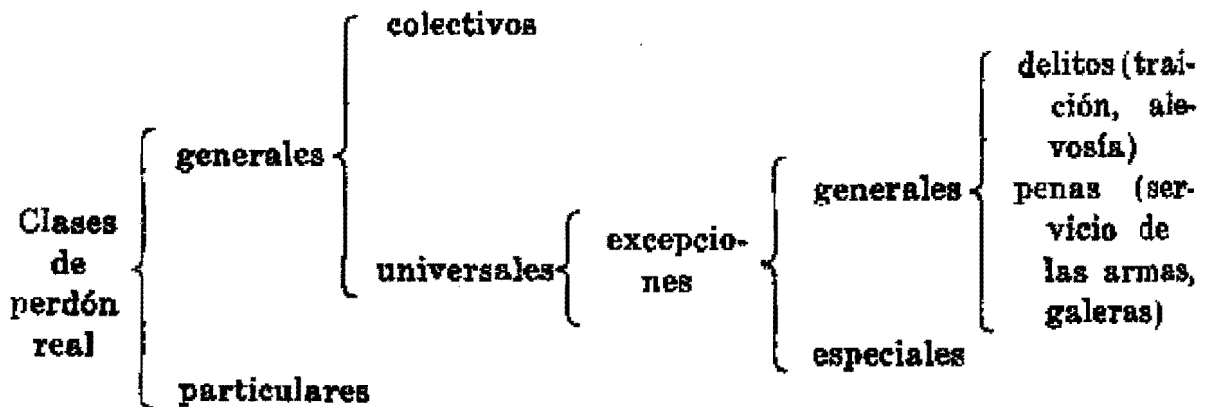 Clases
de
perdón
real
generales
particulares
colectivos
universales
excepcio-
nes
generales
especiales
delitos (trai-
ción, ale-
vosía)
penas (ser-
vicio de
las armas,
galeras)